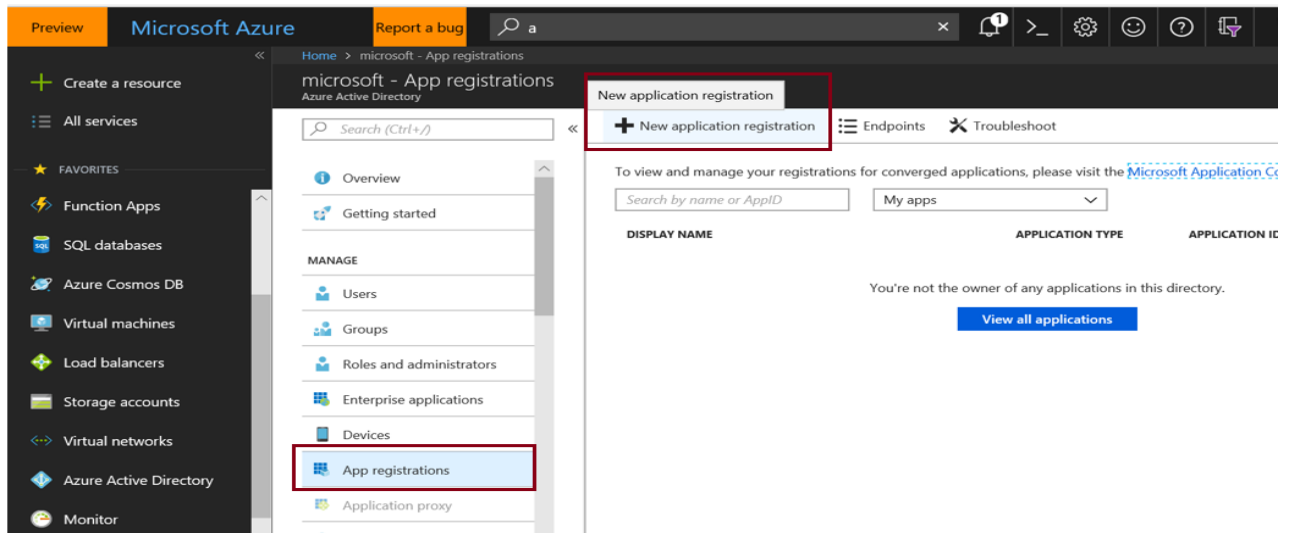 Preview
Microsoft Azure
Report a bug
a
1
Home > microsoft - App registrations
microsoft - App registrations
Azure Active Directory
Create a resource
All services
FAVORITES
Function Apps
SQL databases
Azure Cosmos DB
Virtual machines
Load balancers
Storage accounts
Virtual networks
Azure Active Directory
Monitor
Search (Ctrl+/)
Overview
Getting started
MANAGE
Users
Groups
Roles and administrators
Enterprise applications
Devices
App registrations
Application proxy
New application registration
New application registration
Endpoints
Troubleshoot
To view and manage your registrations for converged applications, please visit the Microsoft Application Co
Search by name or AppID
My apps
DISPLAY NAME
APPLICATION TYPE
APPLICATION ID
You're not the owner of any applications in this directory.
View all applications